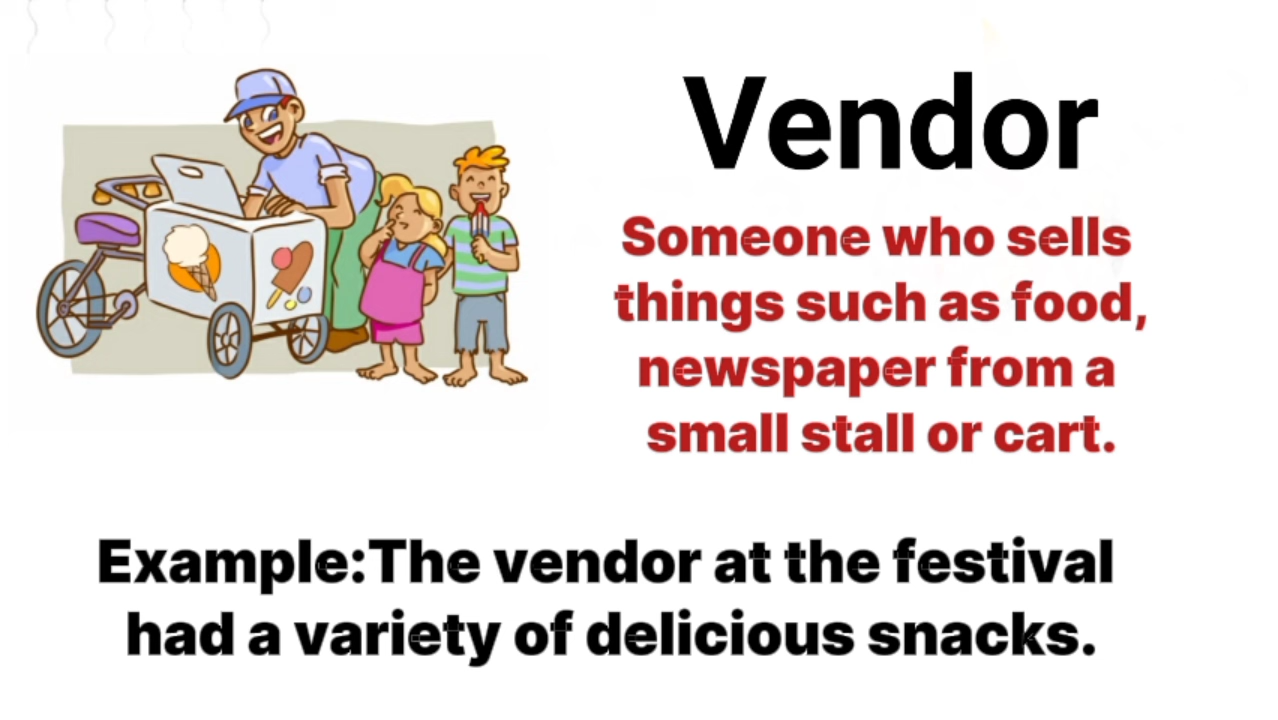 Vendor
Someone who sells
things such as food,
newspaper from a
small stall or cart.
Example:The vendor at the festival
had a variety of delicious snacks.